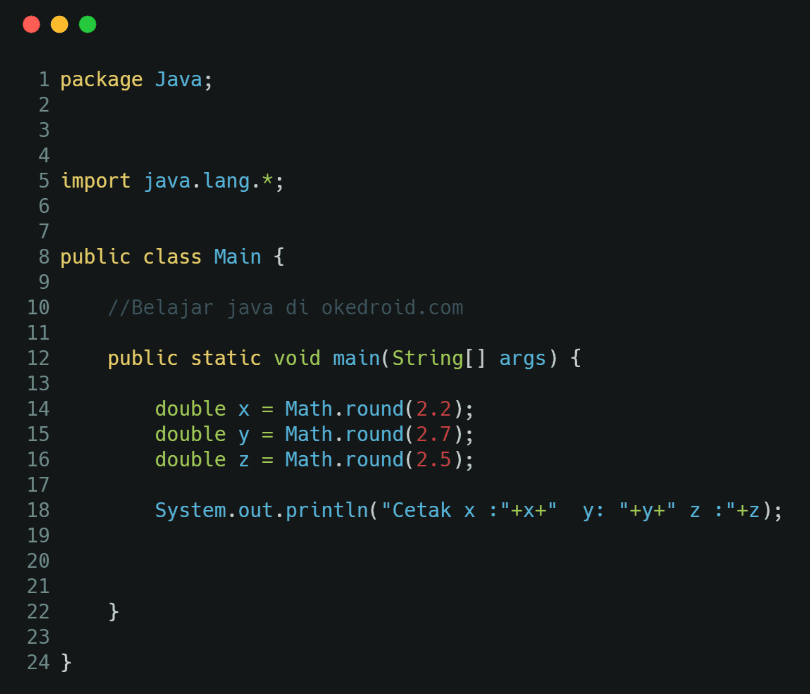 1 package Java;
2
3
4
5 import java.lang.*;
6
7
8 public class Main {
9
10     //Belajar java di okedroid.com
11
12     public static void main(String[] args) {
13
14         double x = Math.round(2.2);
15         double y = Math.round(2.7);
16         double z = Math.round(2.5);
17
18         System.out.println("Cetak x :"+x+"  y: "+y+" z :"+z);
19
20
21
22     }
23
24 }